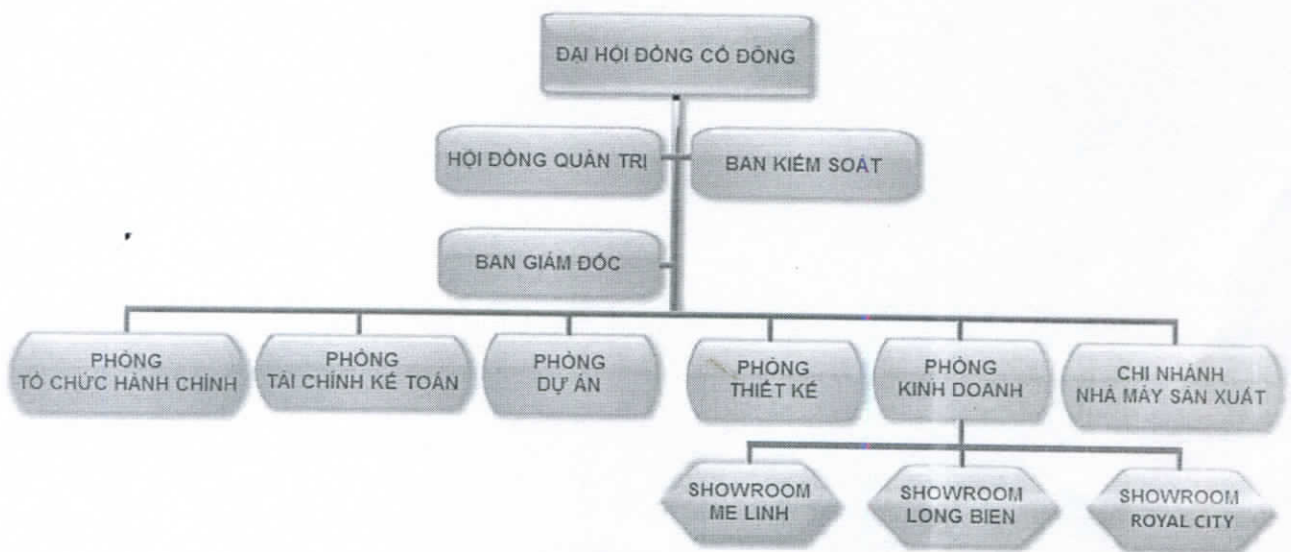 ĐẠI HỘI ĐỒNG CỔ ĐÔNG
HỘI ĐỒNG QUẢN TRỊ
BAN KIỂM SOÁT
BAN GIÁM ĐỐC
PHÒNG
TỔ CHỨC HÀNH CHÍNH
PHÒNG
TÀI CHÍNH KẾ TOÁN
PHÒNG
DỰ ÁN
PHÒNG
THIẾT KẾ
PHÒNG
KINH DOANH
CHI NHÁNH
NHÀ MÁY SẢN XUẤT
SHOWROOM
ME LINH
SHOWROOM
LONG BIEN
SHOWROOM
ROYAL CITY